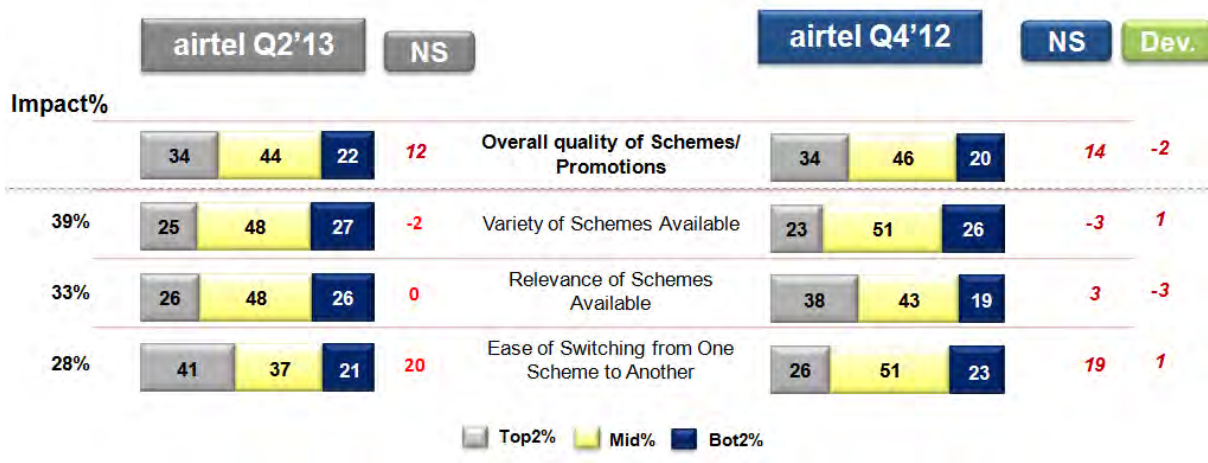 airtel Q2'13 NS airtel Q4'12 NS Dev.
Impact%
34 44 22 12 Overall quality of Schemes/ 34 46 20 14 -2
Promotions
39% 25 48 27 -2 Variety of Schemes Available 23 51 26 -3 1
33% 26 48 26 0 Relevance of Schemes 38 43 19 3 -3
Available
28% 41 37 21 20 Ease of Switching from One 26 51 23 19 1
Scheme to Another
Top2% Mid% Bot2%